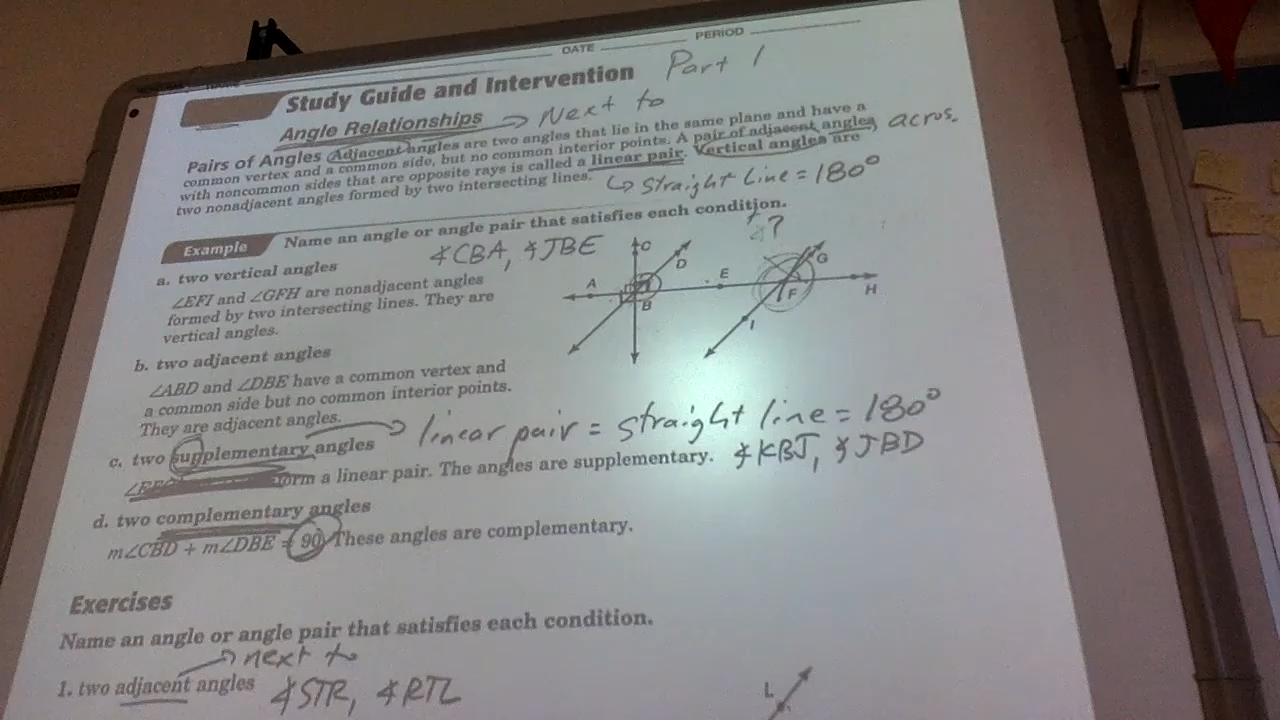 DATE PERIOD
Study Guide and Intervention Part 1
Angle Relationships → Next to
Pairs of Angles Adjacent angles are two angles that lie in the same plane and have a
common vertex and a common side, but no common interior points. A pair of adjacent angles
with noncommon sides that are opposite rays is called a linear pair. Vertical angles are
two nonadjacent angles formed by two intersecting lines.
acros.
↳ straight line = 180°
Example Name an angle or angle pair that satisfies each condition.
a. two vertical angles ∡CBA, ∡JBE
∠EFI and ∠GFH are nonadjacent angles
formed by two intersecting lines. They are
vertical angles.
?
C
D
A
B
E
G
F
H
I
b. two adjacent angles
∠ABD and ∠DBE have a common vertex and
a common side but no common interior points.
They are adjacent angles.
c. two supplementary angles → linear pair = straight line = 180°
form a linear pair. The angles are supplementary. ∡KBJ, ∡JBD
d. two complementary angles
m∠CBD + m∠DBE = 90 These angles are complementary.
Exercises
Name an angle or angle pair that satisfies each condition.
→ next to
1. two adjacent angles ∡STR, ∡RTL
L